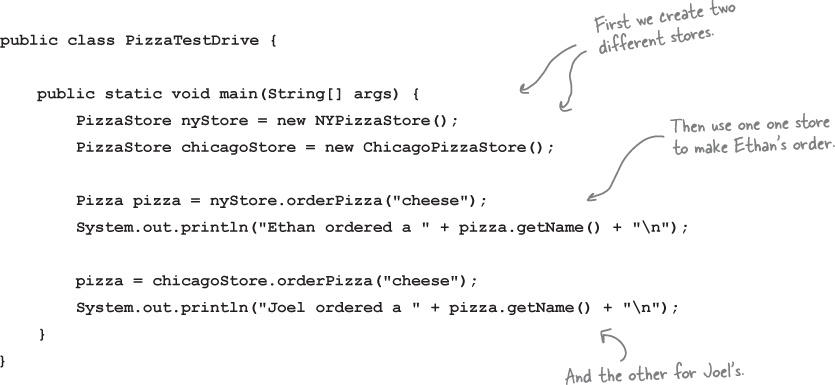 First we create two
different stores.
public class PizzaTestDrive {
public static void main(String[] args) {
PizzaStore nyStore = new NYPizzaStore();
PizzaStore chicagoStore = new ChicagoPizzaStore();
Then use one one store
to make Ethan's order.
Pizza pizza = nyStore.orderPizza("cheese");
System.out.println("Ethan ordered a " + pizza.getName() + "\n");
pizza = chicagoStore.orderPizza("cheese");
System.out.println("Joel ordered a " + pizza.getName() + "\n");
}
}
And the other for Joel's.